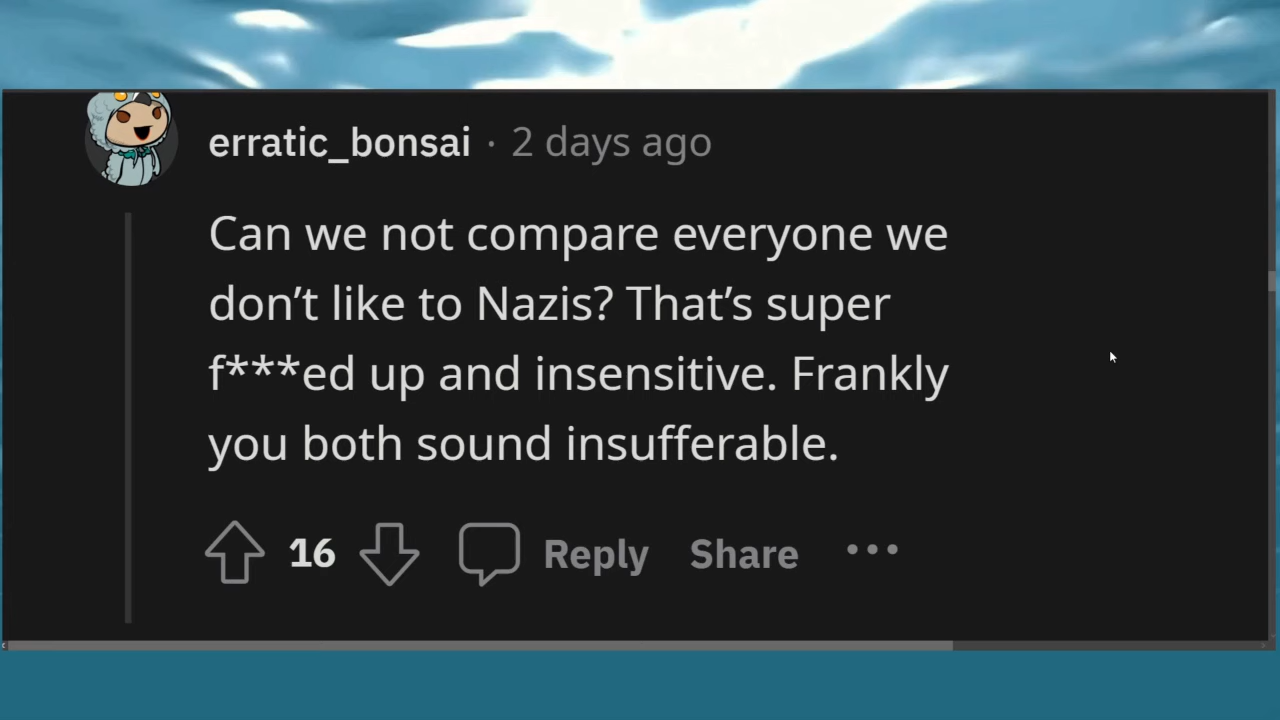 erratic_bonsai · 2 days ago
Can we not compare everyone we
don’t like to Nazis? That’s super
f***ed up and insensitive. Frankly
you both sound insufferable.
16 Reply Share •••